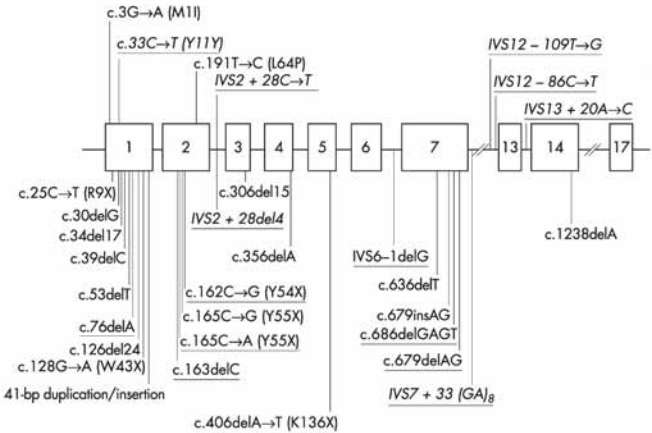 c.3G→A (M1I)
c.33C→T (Y11Y)
c.191T→C (L64P)
IVS2 + 28C→T
IVS12 – 109T→G
IVS12 – 86C→T
IVS13 + 20A→C
1
2
3
4
5
6
7
13
14
17
c.25C→T (R9X)
c.30delG
c.34del17
c.39delC
c.53delT
c.76delA
c.126del24
c.128G→A (W43X)
41-bp duplication/insertion
c.306del15
IVS2 + 28del4
c.356delA
c.162C→G (Y54X)
c.165C→G (Y55X)
c.165C→A (Y55X)
c.163delC
c.406delA→T (K136X)
IVS6–1delG
c.636delT
c.679insAG
c.686delGAGT
c.679delAG
IVS7 + 33 (GA)8
c.1238delA